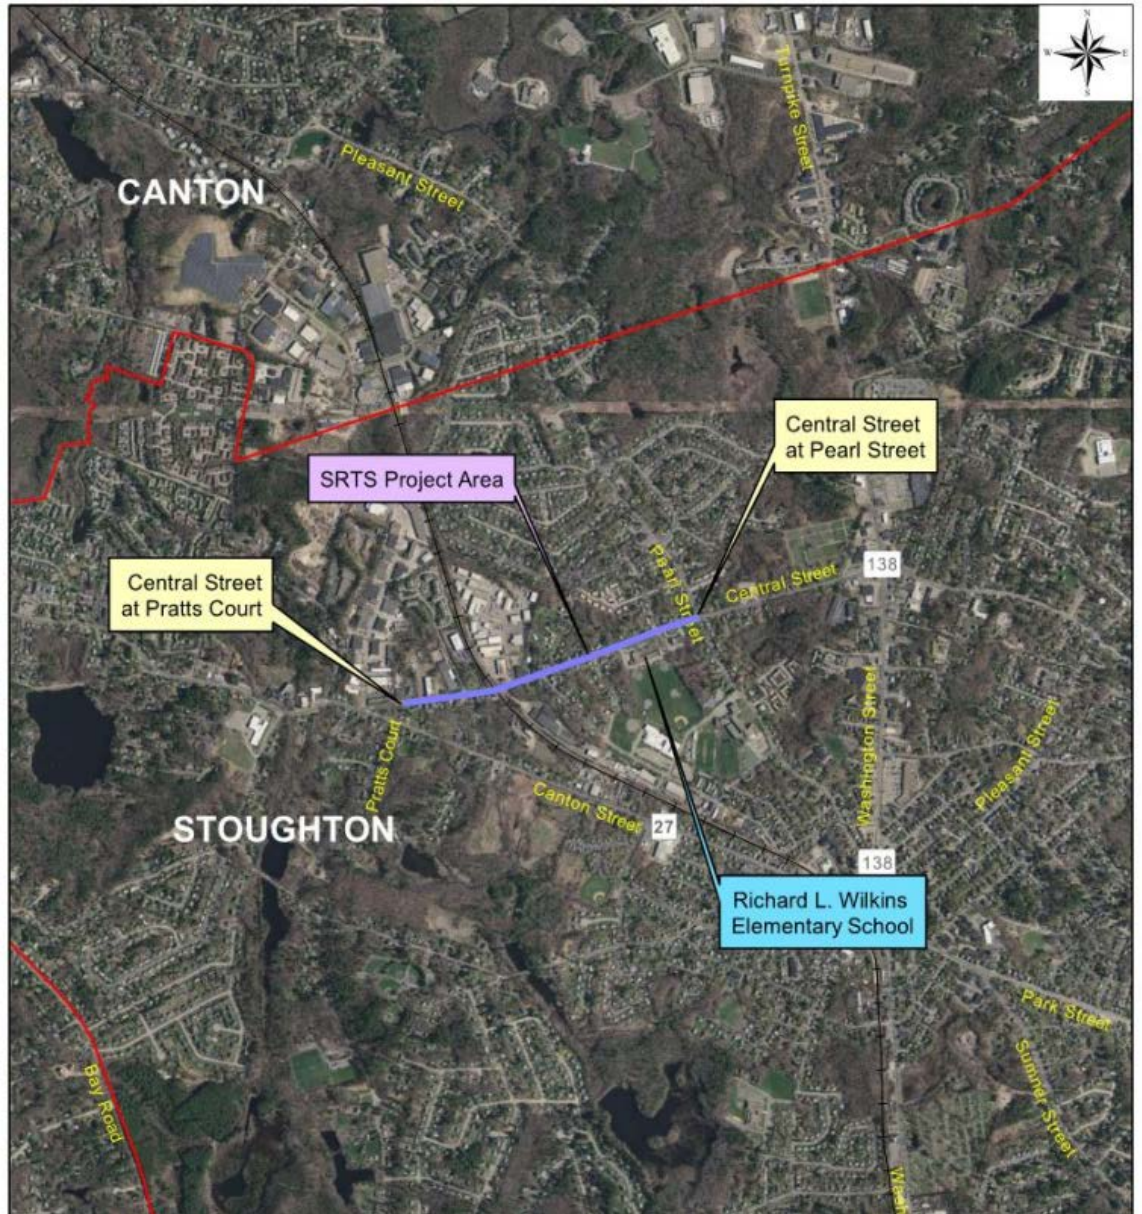 N
W E
S
Turnpike Street
Pleasant Street
CANTON
Central Street
at Pearl Street
SRTS Project Area
Pearl Street
Central Street
138
Central Street
at Pratts Court
Washington Street
Pleasant Street
Pratts Court
Canton Street
27
STOUGHTON
138
Richard L. Wilkins
Elementary School
Park Street
Sumner Street
Bay Road
Wash